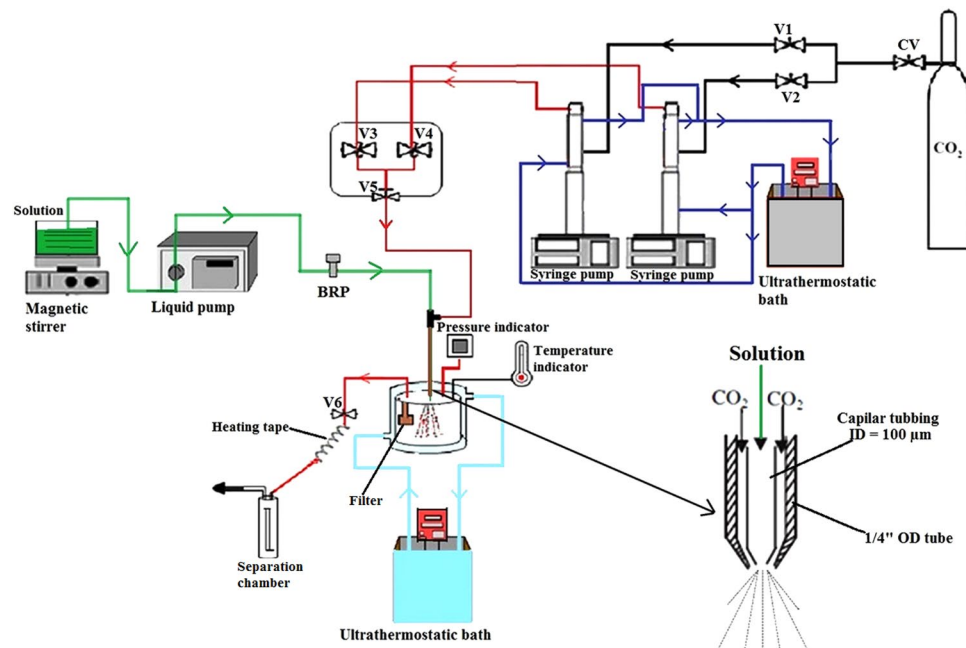 V1
CV
V2
CO2
V3
V4
V5
Solution
Syringe pump
Syringe pump
Ultrathermostatic
bath
Magnetic
stirrer
Liquid pump
BRP
Pressure indicator
Temperature
indicator
Solution
CO2
CO2
V6
Heating tape
Capilar tubbing
ID = 100 µm
Filter
1/4" OD tube
Separation
chamber
Ultrathermostatic bath